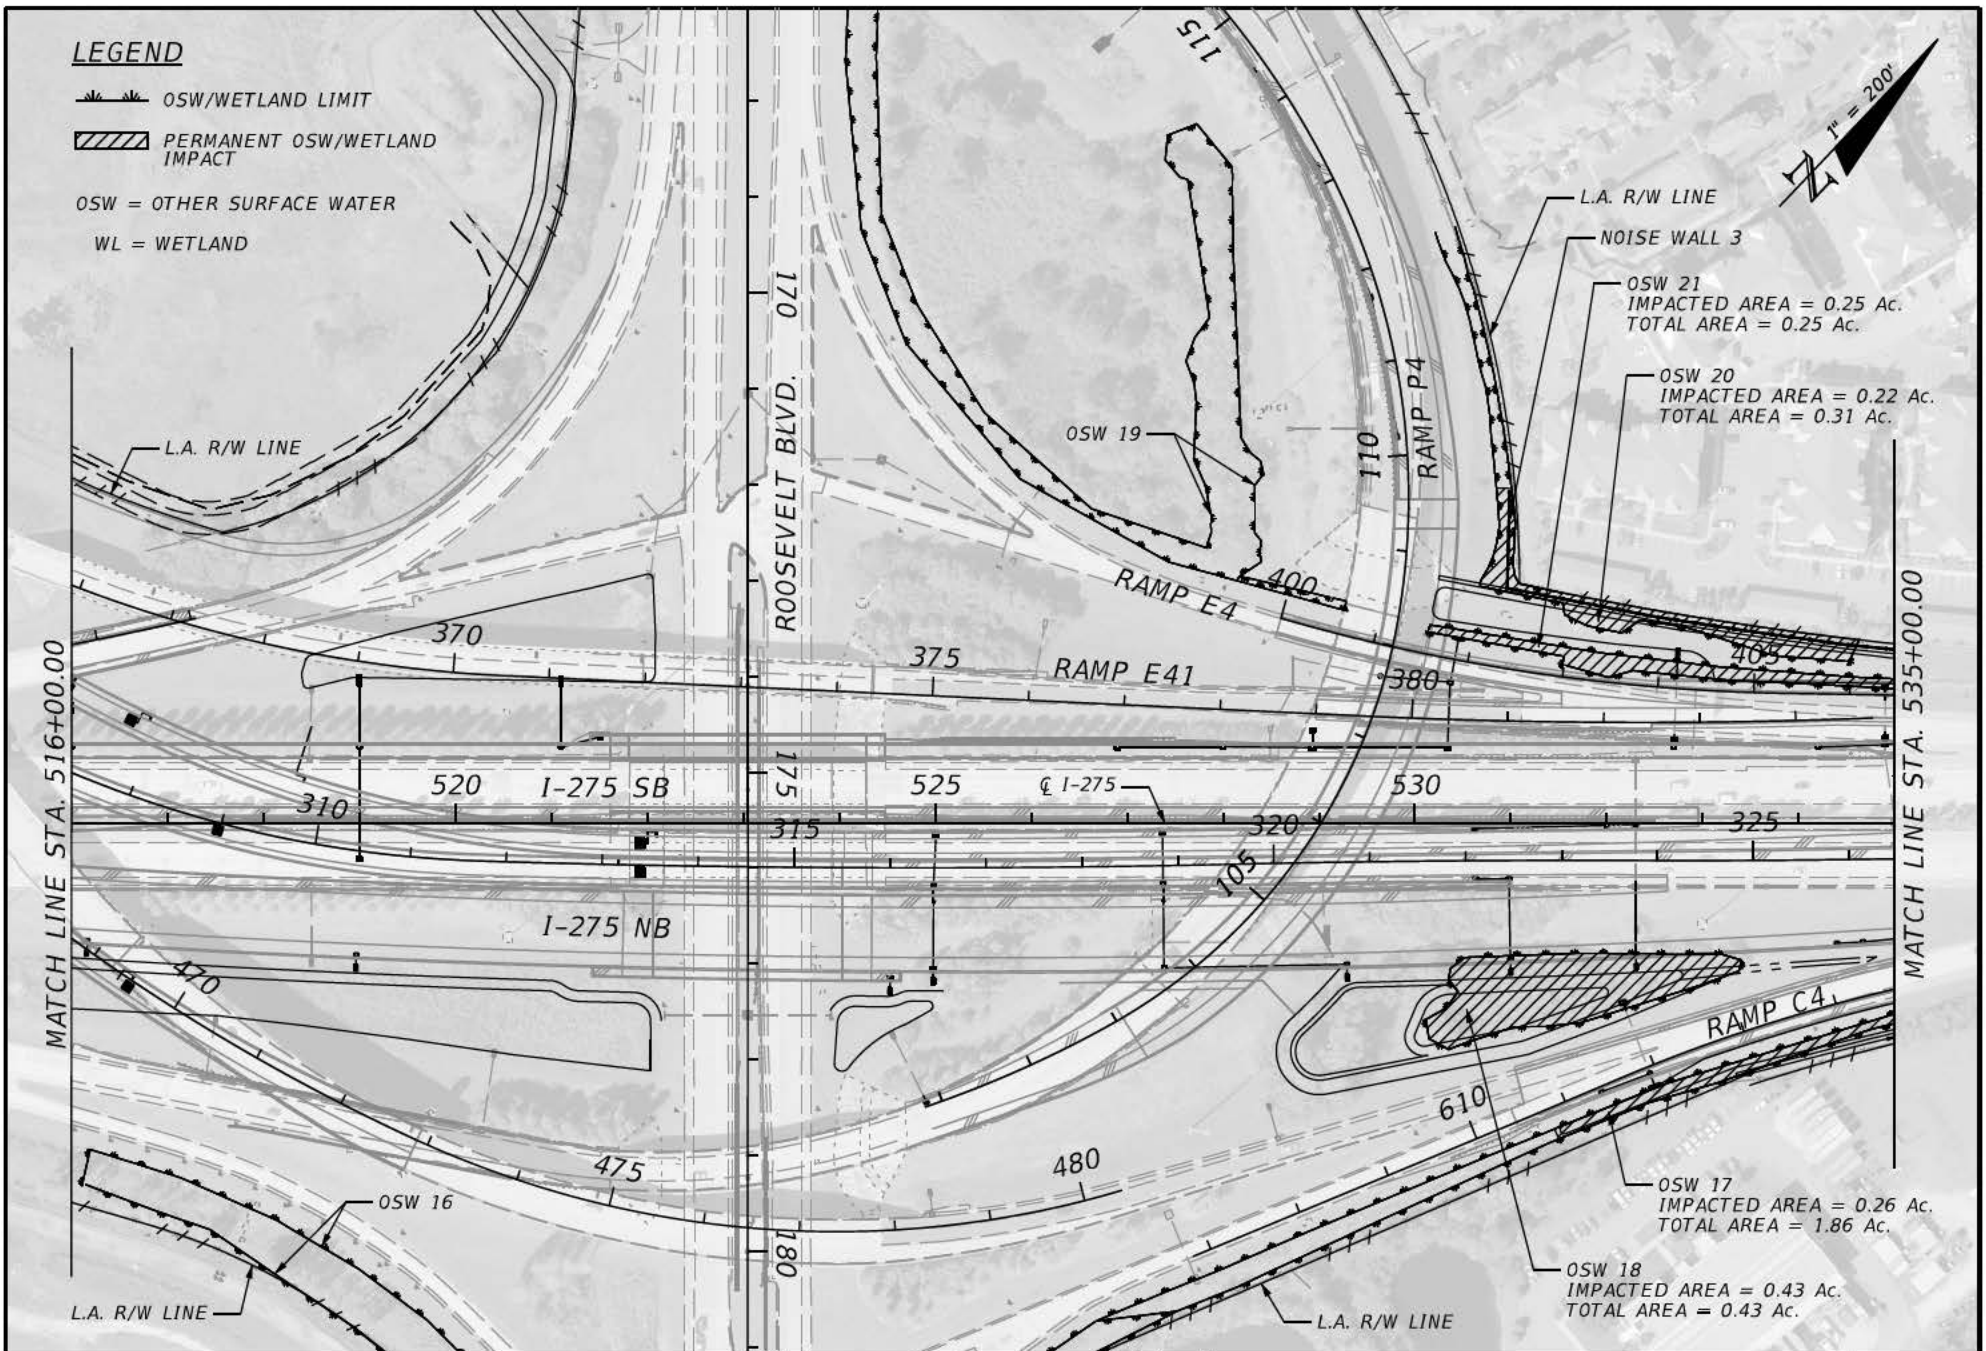 LEGEND
OSW/WETLAND LIMIT
PERMANENT OSW/WETLAND
IMPACT
OSW = OTHER SURFACE WATER
WL = WETLAND
115
1" = 200'
N
L.A. R/W LINE
NOISE WALL 3
OSW 21
IMPACTED AREA = 0.25 Ac.
TOTAL AREA = 0.25 Ac.
OSW 20
IMPACTED AREA = 0.22 Ac.
TOTAL AREA = 0.31 Ac.
170
ROOSEVELT BLVD.
L.A. R/W LINE
OSW 19
110
RAMP P4
RAMP E4
400
370
375
RAMP E41
380
405
MATCH LINE STA. 516+00.00
MATCH LINE STA. 535+00.00
520
I-275 SB
175
525
℄ I-275
530
310
315
320
325
105
I-275 NB
470
RAMP C4
610
475
480
180
OSW 16
L.A. R/W LINE
OSW 17
IMPACTED AREA = 0.26 Ac.
TOTAL AREA = 1.86 Ac.
OSW 18
IMPACTED AREA = 0.43 Ac.
TOTAL AREA = 0.43 Ac.
L.A. R/W LINE